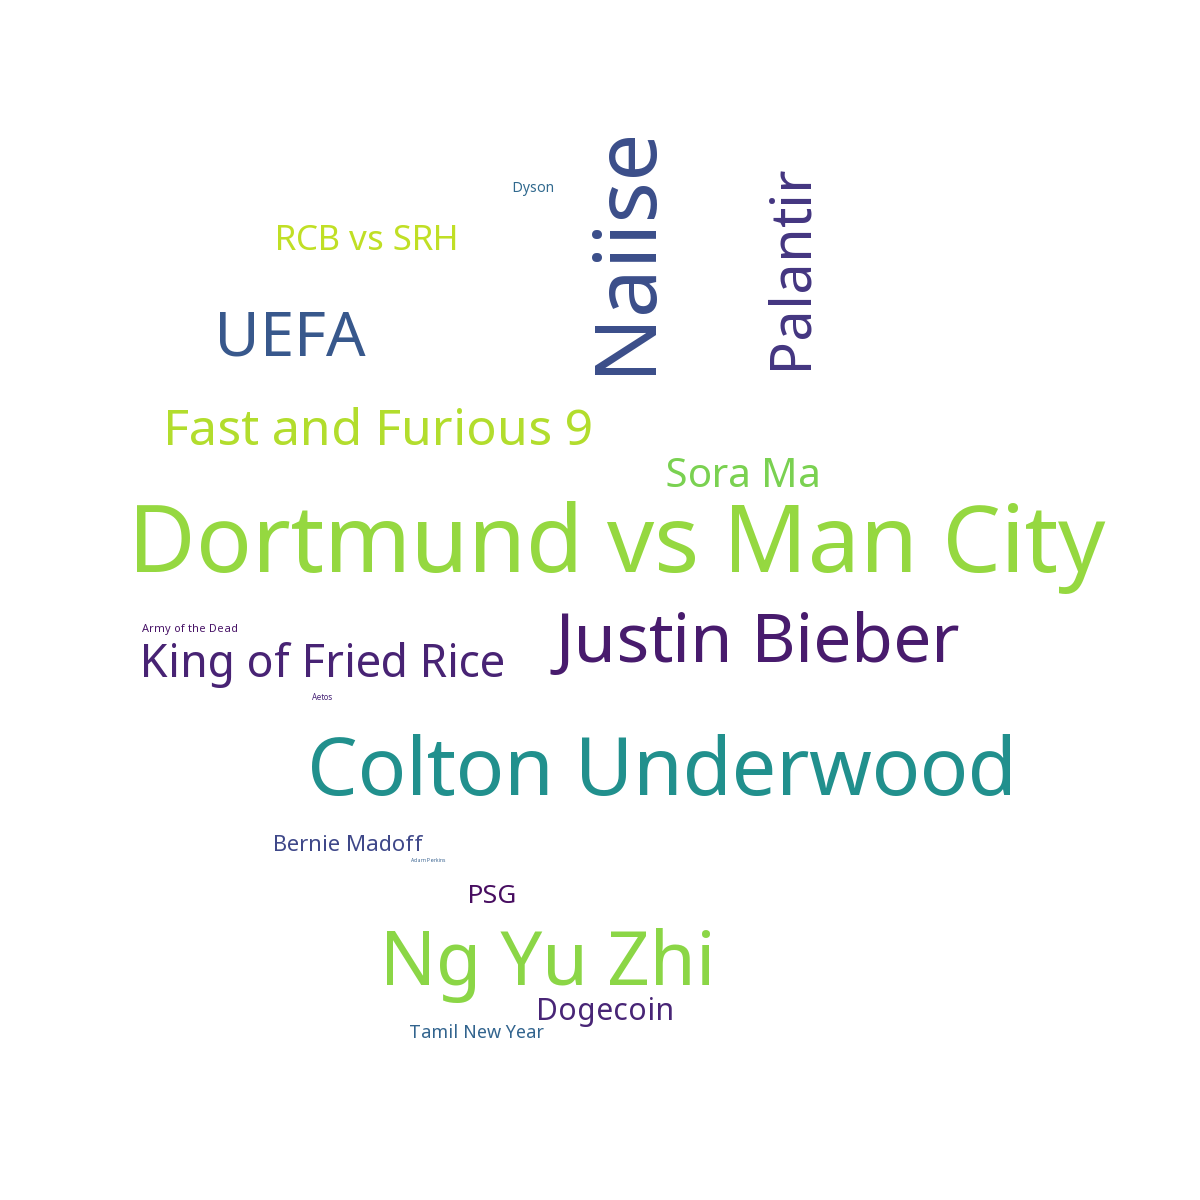 Naiise
Palantir
Dyson
RCB vs SRH
UEFA
Fast and Furious 9
Sora Ma
Dortmund vs Man City
Army of the Dead
Justin Bieber
King of Fried Rice
Aetos
Colton Underwood
Bernie Madoff
Adam Perkins
PSG
Ng Yu Zhi
Dogecoin
Tamil New Year